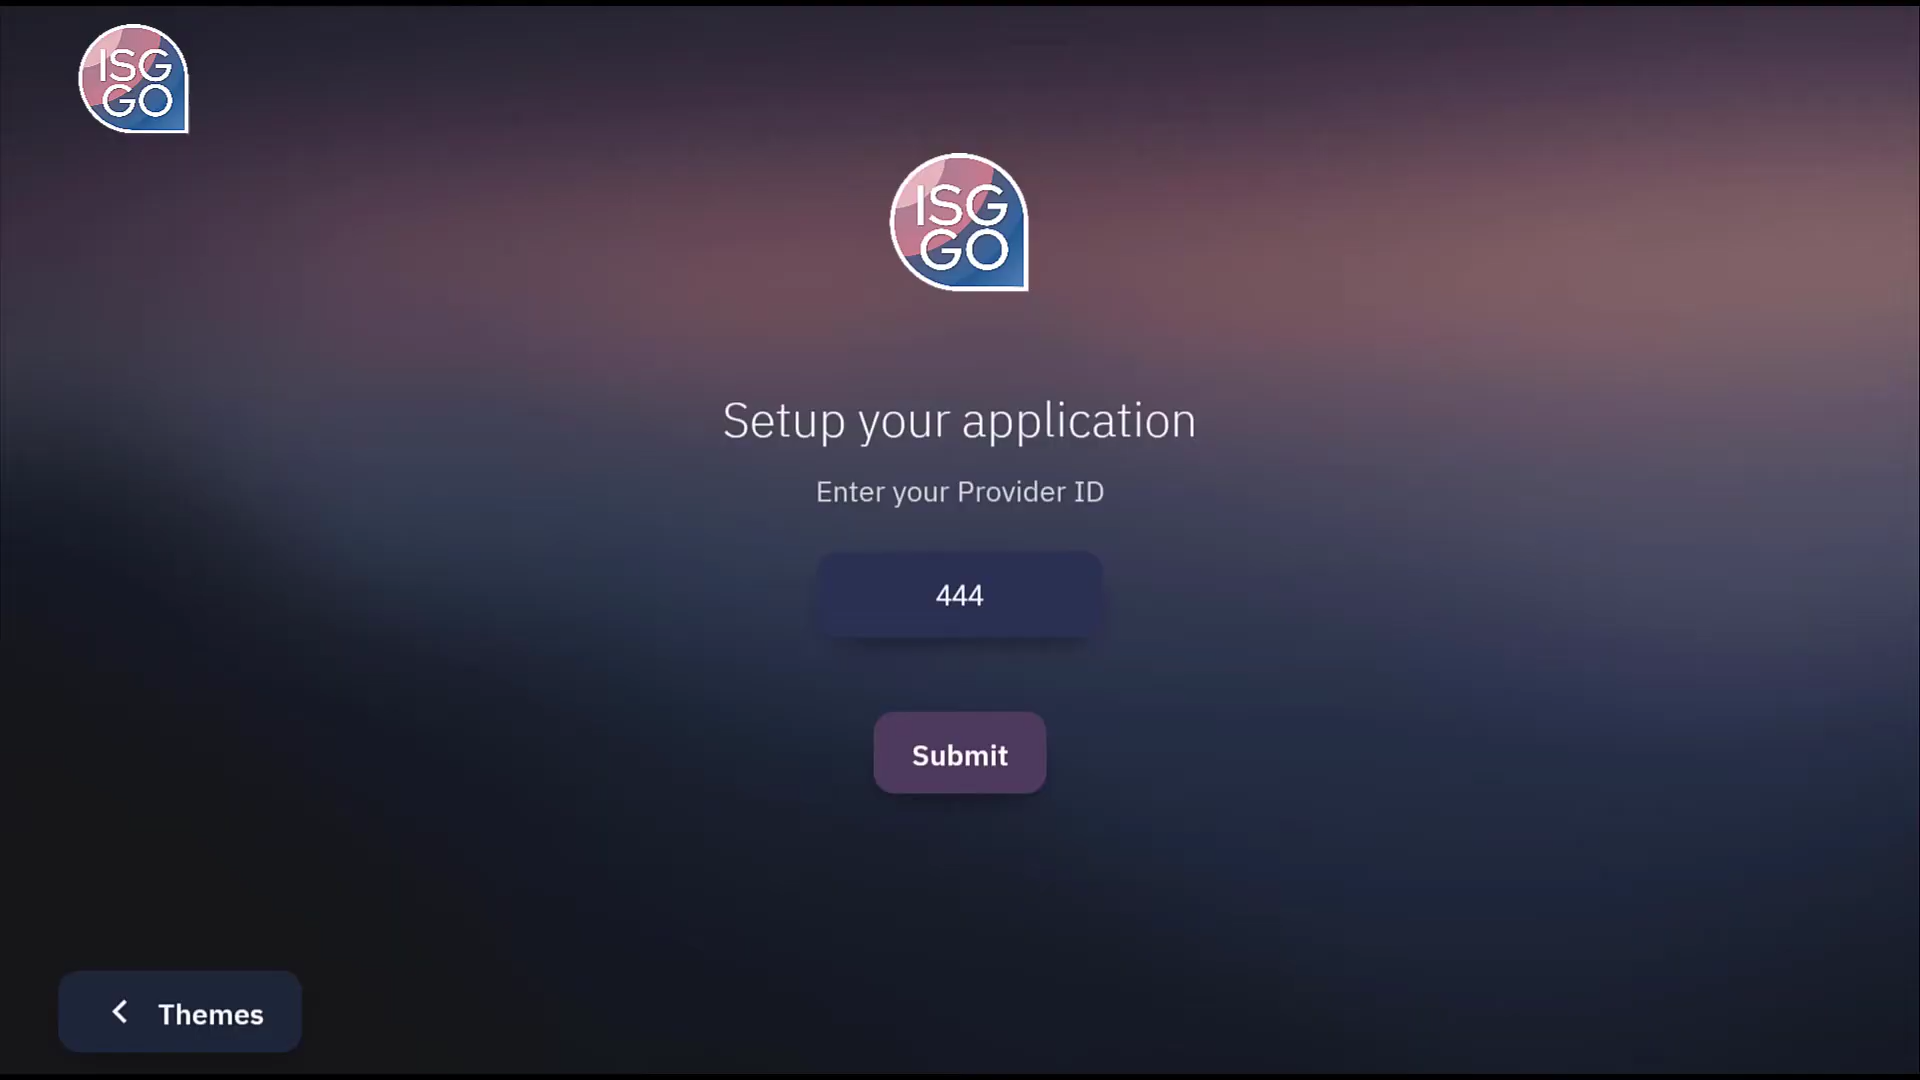 ISG
GO
ISG
GO
Setup your application
Enter your Provider ID
444
Submit
Themes